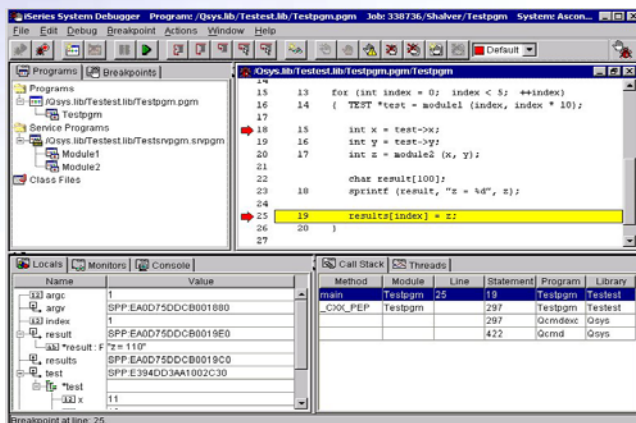 iSeries System Debugger Program: /Qsys.lib/Testest.lib/Testpgm.pgm Job: 338736/Shalver/Testpgm System: Ascon...
File Edit Debug Breakpoint Actions Window Help
Default
Programs Breakpoints
Programs
/Qsys.lib/Testest.lib/Testpgm.pgm
Testpgm
Service Programs
/Qsys.lib/Testest.lib/Testsrvpgm.srvpgm
Module1
Module2
Class Files
/Qsys.lib/Testest.lib/Testpgm.pgm/Testpgm
14
15 13 for (int index = 0; index < 5; ++index)
16 14 { TEST *test = module1 (index, index * 10);
17
18 15 int x = test->x;
19 16 int y = test->y;
20 17 int z = module2 (x, y);
21
22 char result[100];
23 18 sprintf (result, "z = %d", z);
24
25 19 results[index] = z;
26 20 }
27
Locals Monitors Console
Name Value
argc 1
argv SPP:EA0D75DDCB001880
index 1
result SPP:EA0D75DDCB0019E0
*result : F "z = 110"
results SPP:EA0D75DDCB0019C0
test SPP:E394DD3AA1002C30
*test
x 11
Call Stack Threads
Method Module Line Statement Program Library
main Testpgm 25 19 Testpgm Testest
_CXX_PEP Testpgm 297 Testpgm Testest
297 Qcmdexc Qsys
422 Qcmd Qsys
Breakpoint at line: 25